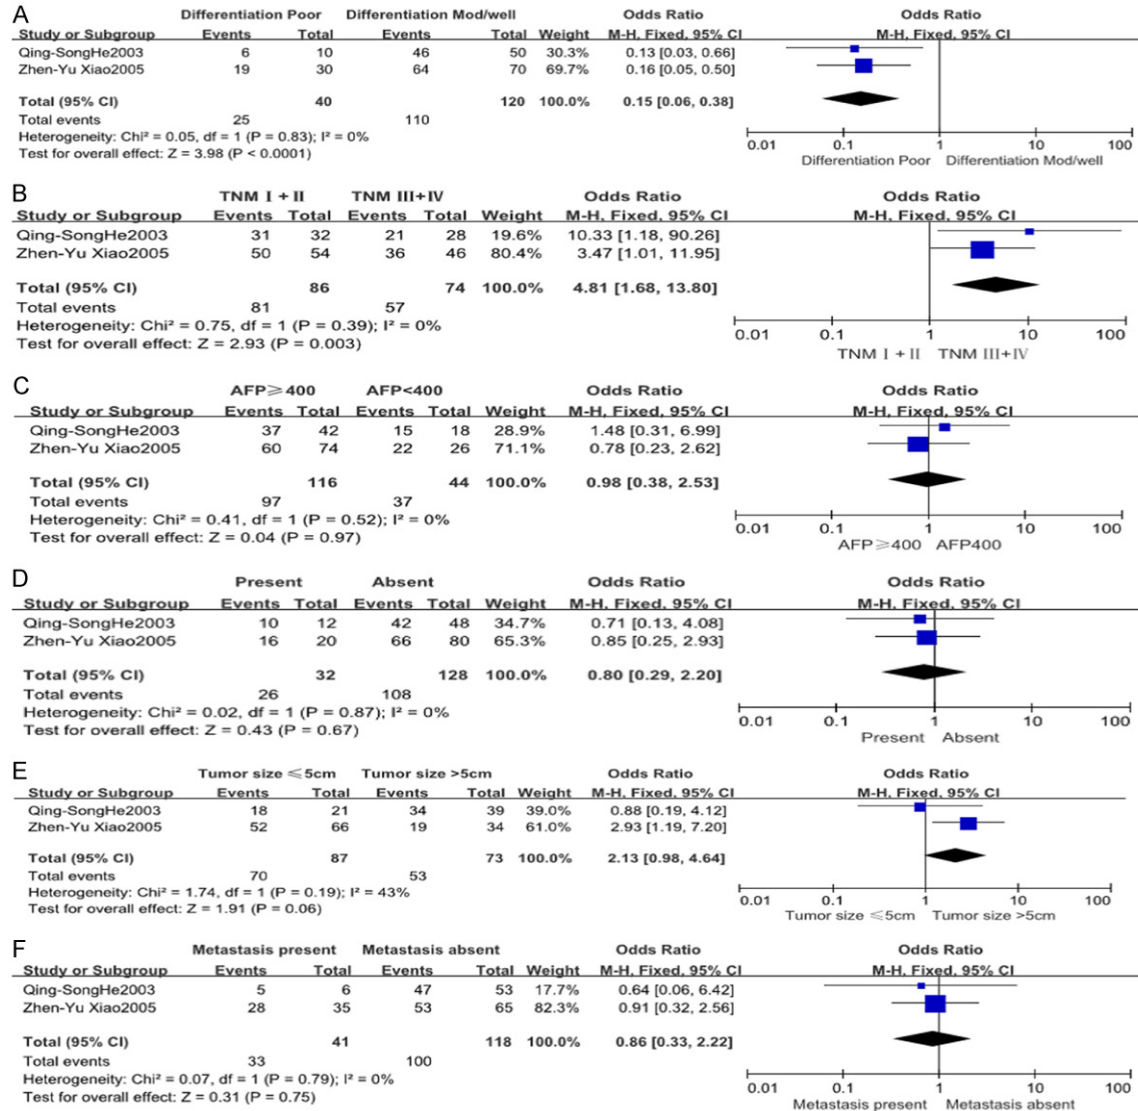 A
Differentiation Poor Differentiation Mod/well Odds Ratio Odds Ratio
Study or Subgroup Events Total Events Total Weight M-H, Fixed, 95% CI M-H, Fixed, 95% CI
Qing-SongHe2003 6 10 46 50 30.3% 0.13 [0.03, 0.66]
Zhen-Yu Xiao2005 19 30 64 70 69.7% 0.16 [0.05, 0.50]
Total (95% CI) 40 120 100.0% 0.15 [0.06, 0.38]
Total events 25 110
Heterogeneity: Chi² = 0.05, df = 1 (P = 0.83); I² = 0%
Test for overall effect: Z = 3.98 (P < 0.0001)
0.01 0.1 1 10 100
Differentiation Poor Differentiation Mod/well
B
TNM I + II TNM III+IV Odds Ratio Odds Ratio
Study or Subgroup Events Total Events Total Weight M-H, Fixed, 95% CI M-H, Fixed, 95% CI
Qing-SongHe2003 31 32 21 28 19.6% 10.33 [1.18, 90.26]
Zhen-Yu Xiao2005 50 54 36 46 80.4% 3.47 [1.01, 11.95]
Total (95% CI) 86 74 100.0% 4.81 [1.68, 13.80]
Total events 81 57
Heterogeneity: Chi² = 0.75, df = 1 (P = 0.39); I² = 0%
Test for overall effect: Z = 2.93 (P = 0.003)
0.01 0.1 1 10 100
TNM I + II TNM III+IV
C
AFP≥400 AFP<400 Odds Ratio Odds Ratio
Study or Subgroup Events Total Events Total Weight M-H, Fixed, 95% CI M-H, Fixed, 95% CI
Qing-SongHe2003 37 42 15 18 28.9% 1.48 [0.31, 6.99]
Zhen-Yu Xiao2005 60 74 22 26 71.1% 0.78 [0.23, 2.62]
Total (95% CI) 116 44 100.0% 0.98 [0.38, 2.53]
Total events 97 37
Heterogeneity: Chi² = 0.41, df = 1 (P = 0.52); I² = 0%
Test for overall effect: Z = 0.04 (P = 0.97)
0.01 0.1 1 10 100
AFP≥400 AFP400
D
Present Absent Odds Ratio Odds Ratio
Study or Subgroup Events Total Events Total Weight M-H, Fixed, 95% CI M-H, Fixed, 95% CI
Qing-SongHe2003 10 12 42 48 34.7% 0.71 [0.13, 4.08]
Zhen-Yu Xiao2005 16 20 66 80 65.3% 0.85 [0.25, 2.93]
Total (95% CI) 32 128 100.0% 0.80 [0.29, 2.20]
Total events 26 108
Heterogeneity: Chi² = 0.02, df = 1 (P = 0.87); I² = 0%
Test for overall effect: Z = 0.43 (P = 0.67)
0.01 0.1 1 10 100
Present Absent
E
Tumor size ≤5cm Tumor size >5cm Odds Ratio Odds Ratio
Study or Subgroup Events Total Events Total Weight M-H, Fixed, 95% CI M-H, Fixed, 95% CI
Qing-SongHe2003 18 21 34 39 39.0% 0.88 [0.19, 4.12]
Zhen-Yu Xiao2005 52 66 19 34 61.0% 2.93 [1.19, 7.20]
Total (95% CI) 87 73 100.0% 2.13 [0.98, 4.64]
Total events 70 53
Heterogeneity: Chi² = 1.74, df = 1 (P = 0.19); I² = 43%
Test for overall effect: Z = 1.91 (P = 0.06)
0.01 0.1 1 10 100
Tumor size ≤5cm Tumor size >5cm
F
Metastasis present Metastasis absent Odds Ratio Odds Ratio
Study or Subgroup Events Total Events Total Weight M-H, Fixed, 95% CI M-H, Fixed, 95% CI
Qing-SongHe2003 5 6 47 53 17.7% 0.64 [0.06, 6.42]
Zhen-Yu Xiao2005 28 35 53 65 82.3% 0.91 [0.32, 2.56]
Total (95% CI) 41 118 100.0% 0.86 [0.33, 2.22]
Total events 33 100
Heterogeneity: Chi² = 0.07, df = 1 (P = 0.79); I² = 0%
Test for overall effect: Z = 0.31 (P = 0.75)
0.01 0.1 1 10 100
Metastasis present Metastasis absent